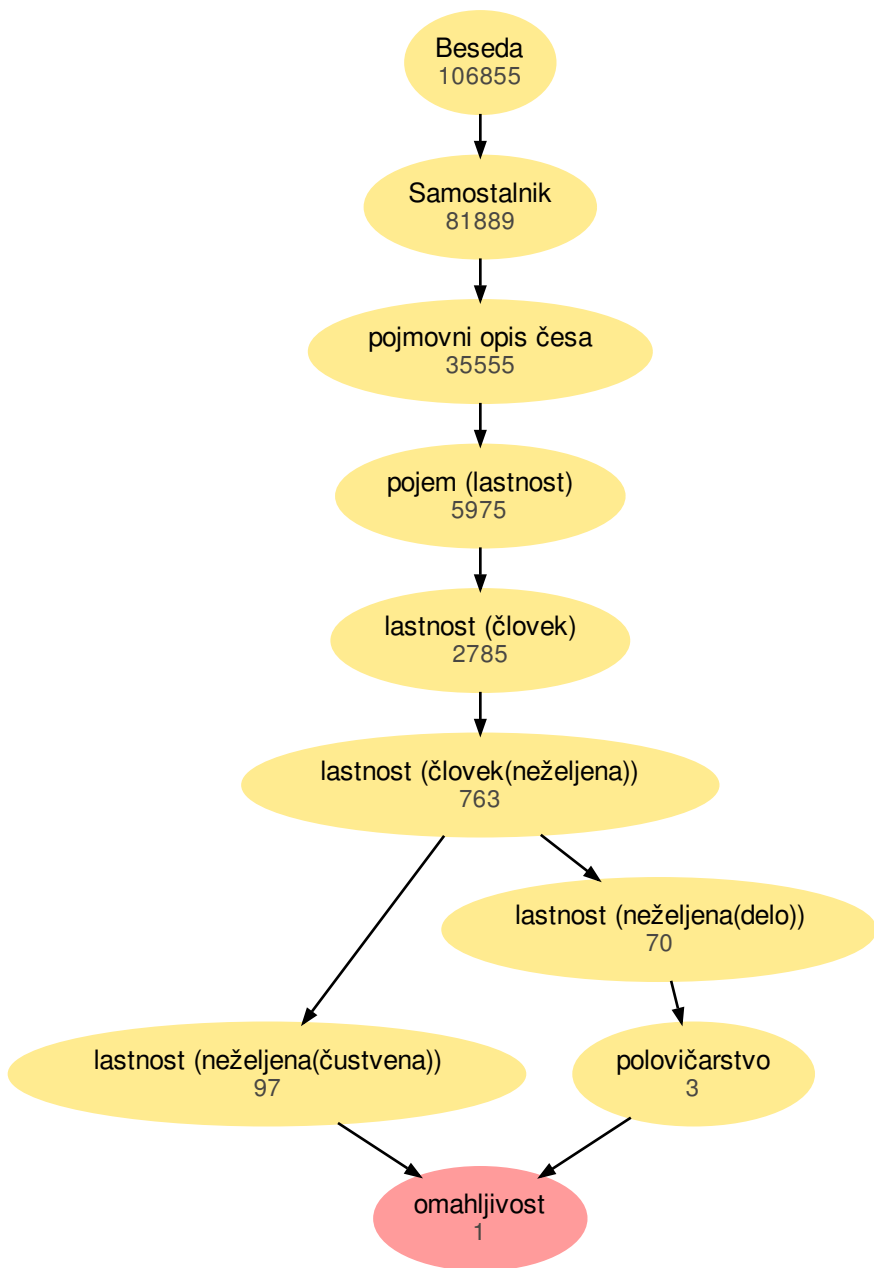 Beseda
106855
Samostalnik
81889
pojmovni opis česa
35555
pojem (lastnost)
5975
lastnost (človek)
2785
lastnost (človek(neželjena))
763
lastnost (neželjena(delo))
70
lastnost (neželjena(čustvena))
97
polovičarstvo
3
omahljivost
1